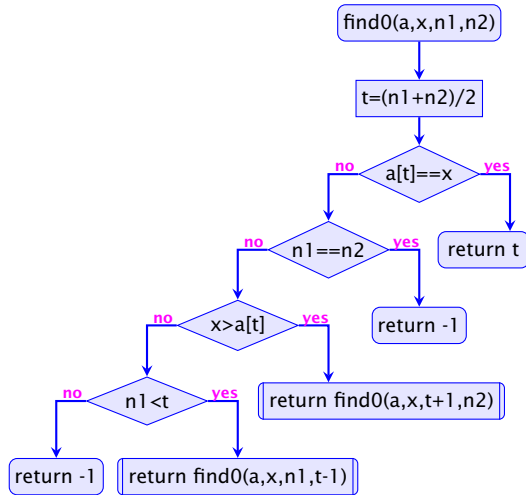 find0(a,x,n1,n2)
t=(n1+n2)/2
a[t]==x
no
yes
return t
n1==n2
no
yes
return -1
x>a[t]
no
yes
return find0(a,x,t+1,n2)
n1<t
no
yes
return -1
return find0(a,x,n1,t-1)